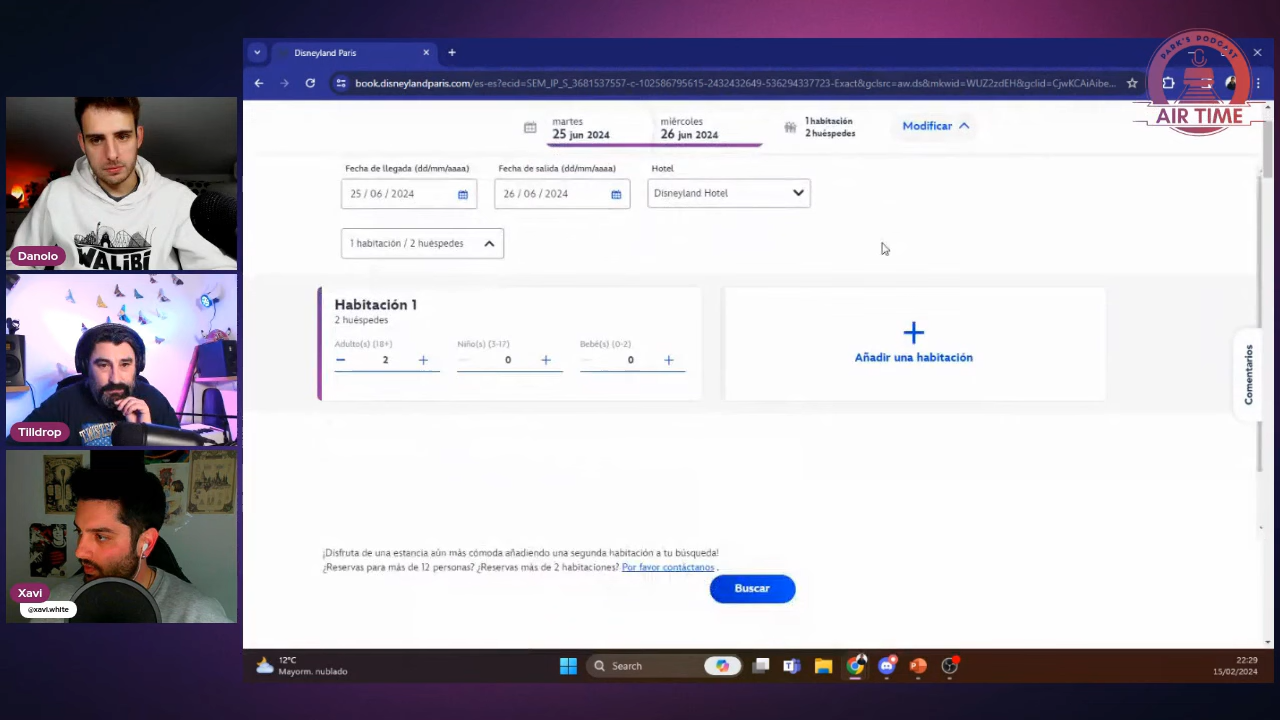 Disneyland Paris
book.disneylandparis.com/es-es?ecid=SEM_IP_S_3681537557-c-102586795615-2432432649-536294337723-Exact&gclsrc=aw.ds&mkwid=WUZ2zdEH&gclid=CjwKCAiAibe...
PARK'S PODCAST
AIR TIME
martes
25 jun 2024
miércoles
26 jun 2024
1 habitación
2 huéspedes
Modificar
Fecha de llegada (dd/mm/aaaa)
Fecha de salida (dd/mm/aaaa)
Hotel
25 / 06 / 2024
26 / 06 / 2024
Disneyland Hotel
1 habitación / 2 huéspedes
Habitación 1
2 huéspedes
Adulto(s) (18+)
Niño(s) (3-17)
Bebé(s) (0-2)
− 2 +
0 +
0 +
+
Añadir una habitación
Comentarios
¡Disfruta de una estancia aún más cómoda añadiendo una segunda habitación a tu búsqueda!
¿Reservas para más de 12 personas? ¿Reservas más de 2 habitaciones? Por favor contáctanos .
Buscar
12°C
Mayorm. nublado
Search
22:29
15/02/2024
WALIBI
Danolo
Tilldrop
Xavi
@xavi.white